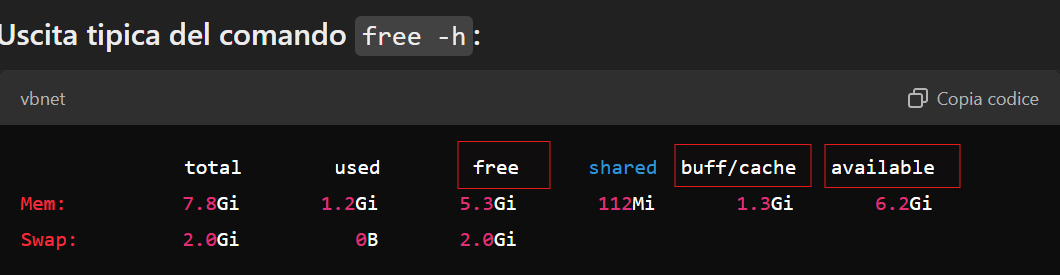 Uscita tipica del comando free -h:
vbnet Copia codice
total used free shared buff/cache available
Mem: 7.8Gi 1.2Gi 5.3Gi 112Mi 1.3Gi 6.2Gi
Swap: 2.0Gi 0B 2.0Gi